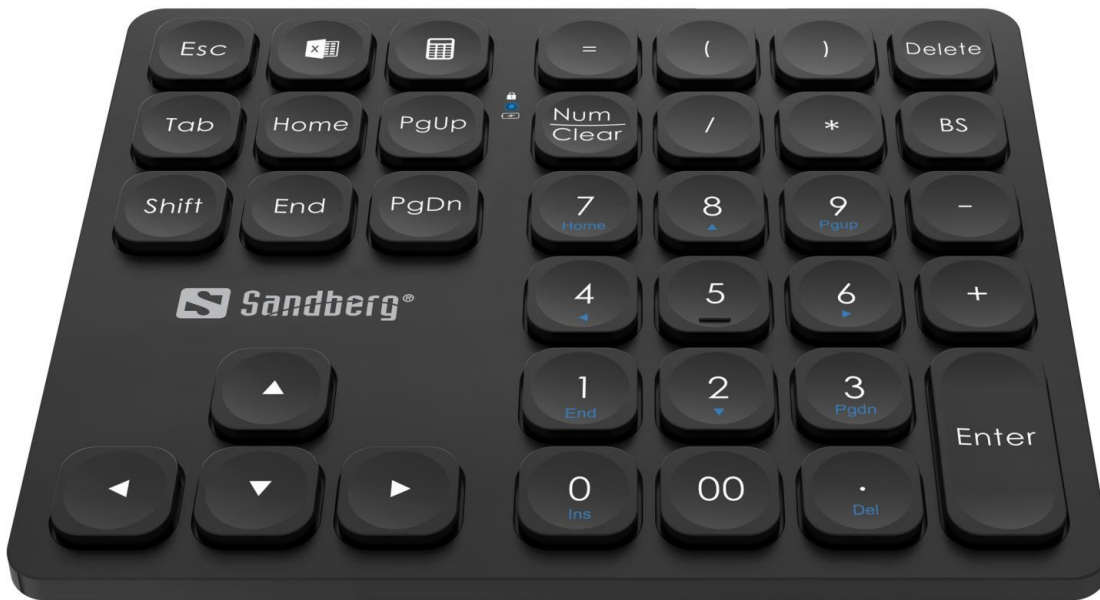 Esc
X
= ( ) Delete
Tab Home PgUp
Num
Clear
/ * BS
Shift End PgDn
7 8 9 -
Home Pgup
Sandberg®
4 5 6 +
1 2 3
End Pgdn
Enter
0 00 .
Ins Del